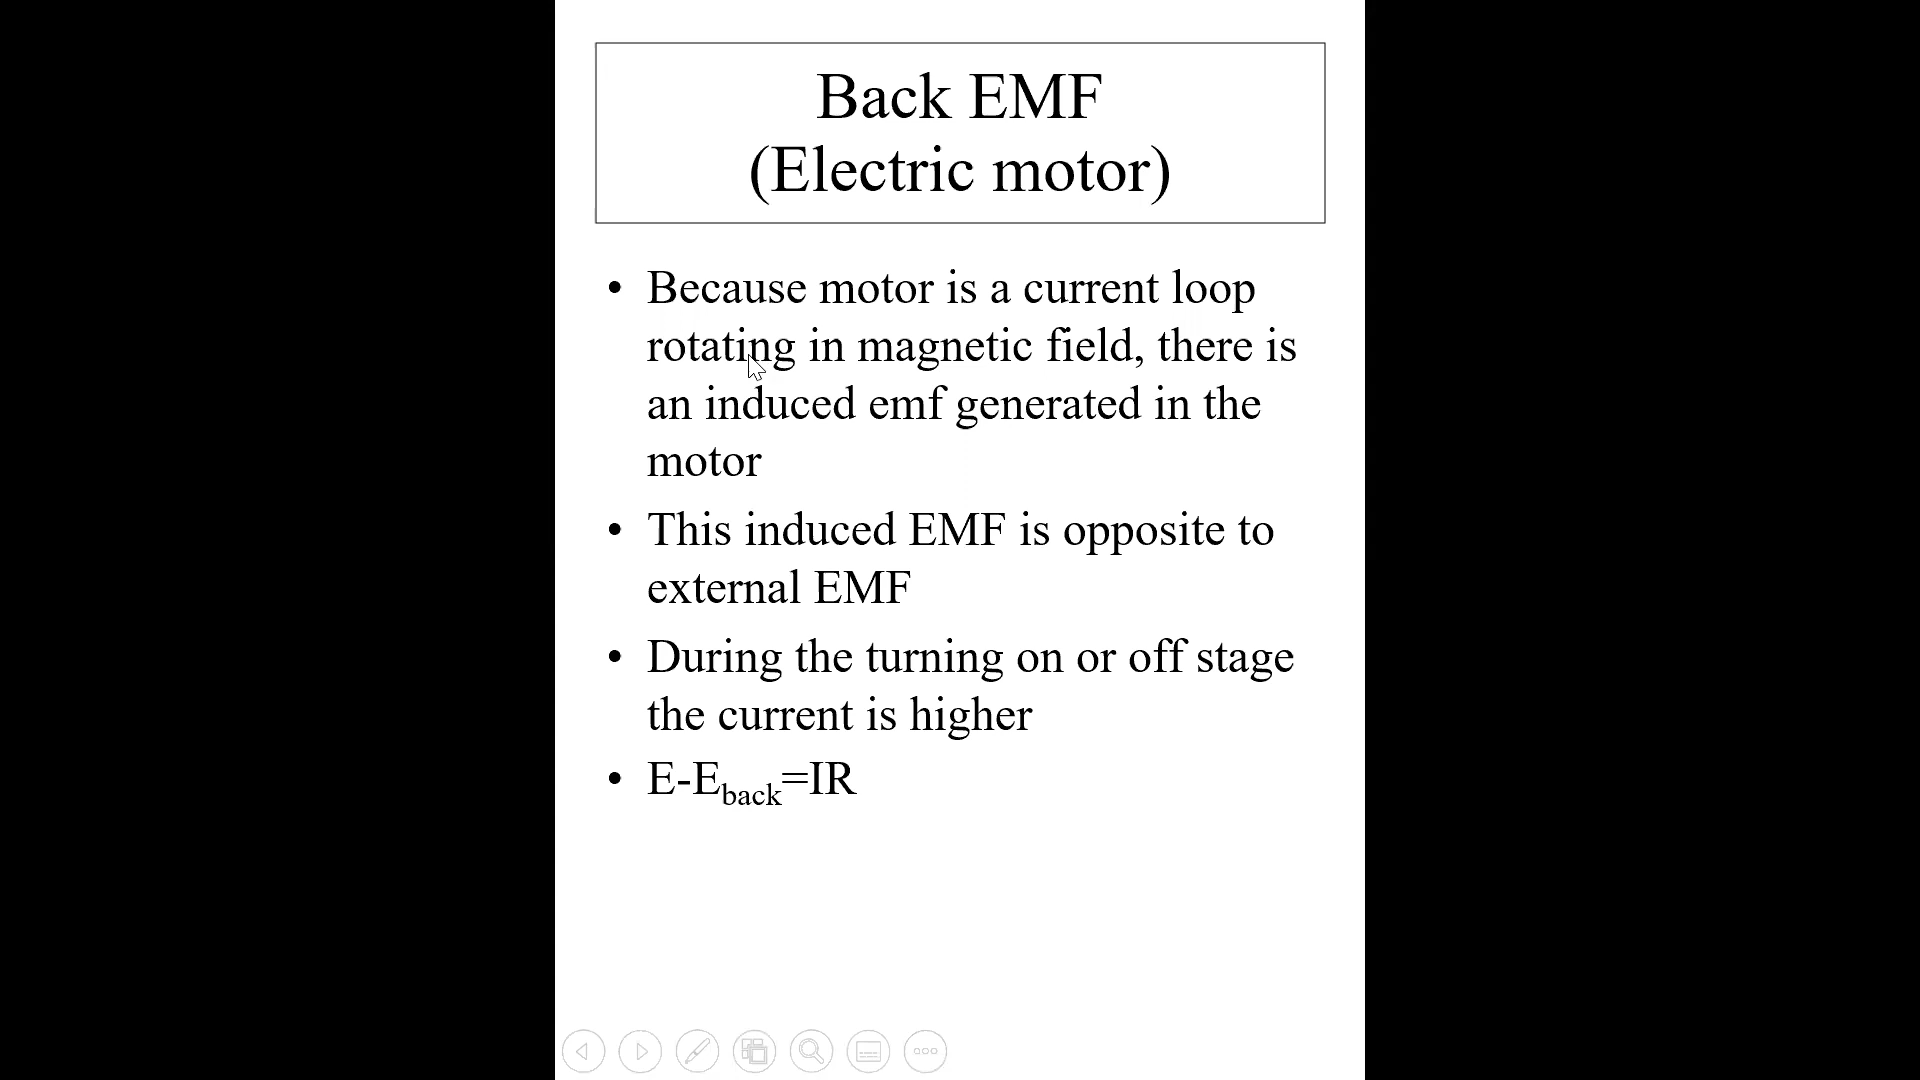 Back EMF
(Electric motor)
• Because motor is a current loop
rotating in magnetic field, there is
an induced emf generated in the
motor
• This induced EMF is opposite to
external EMF
• During the turning on or off stage
the current is higher
• E-Eback=IR